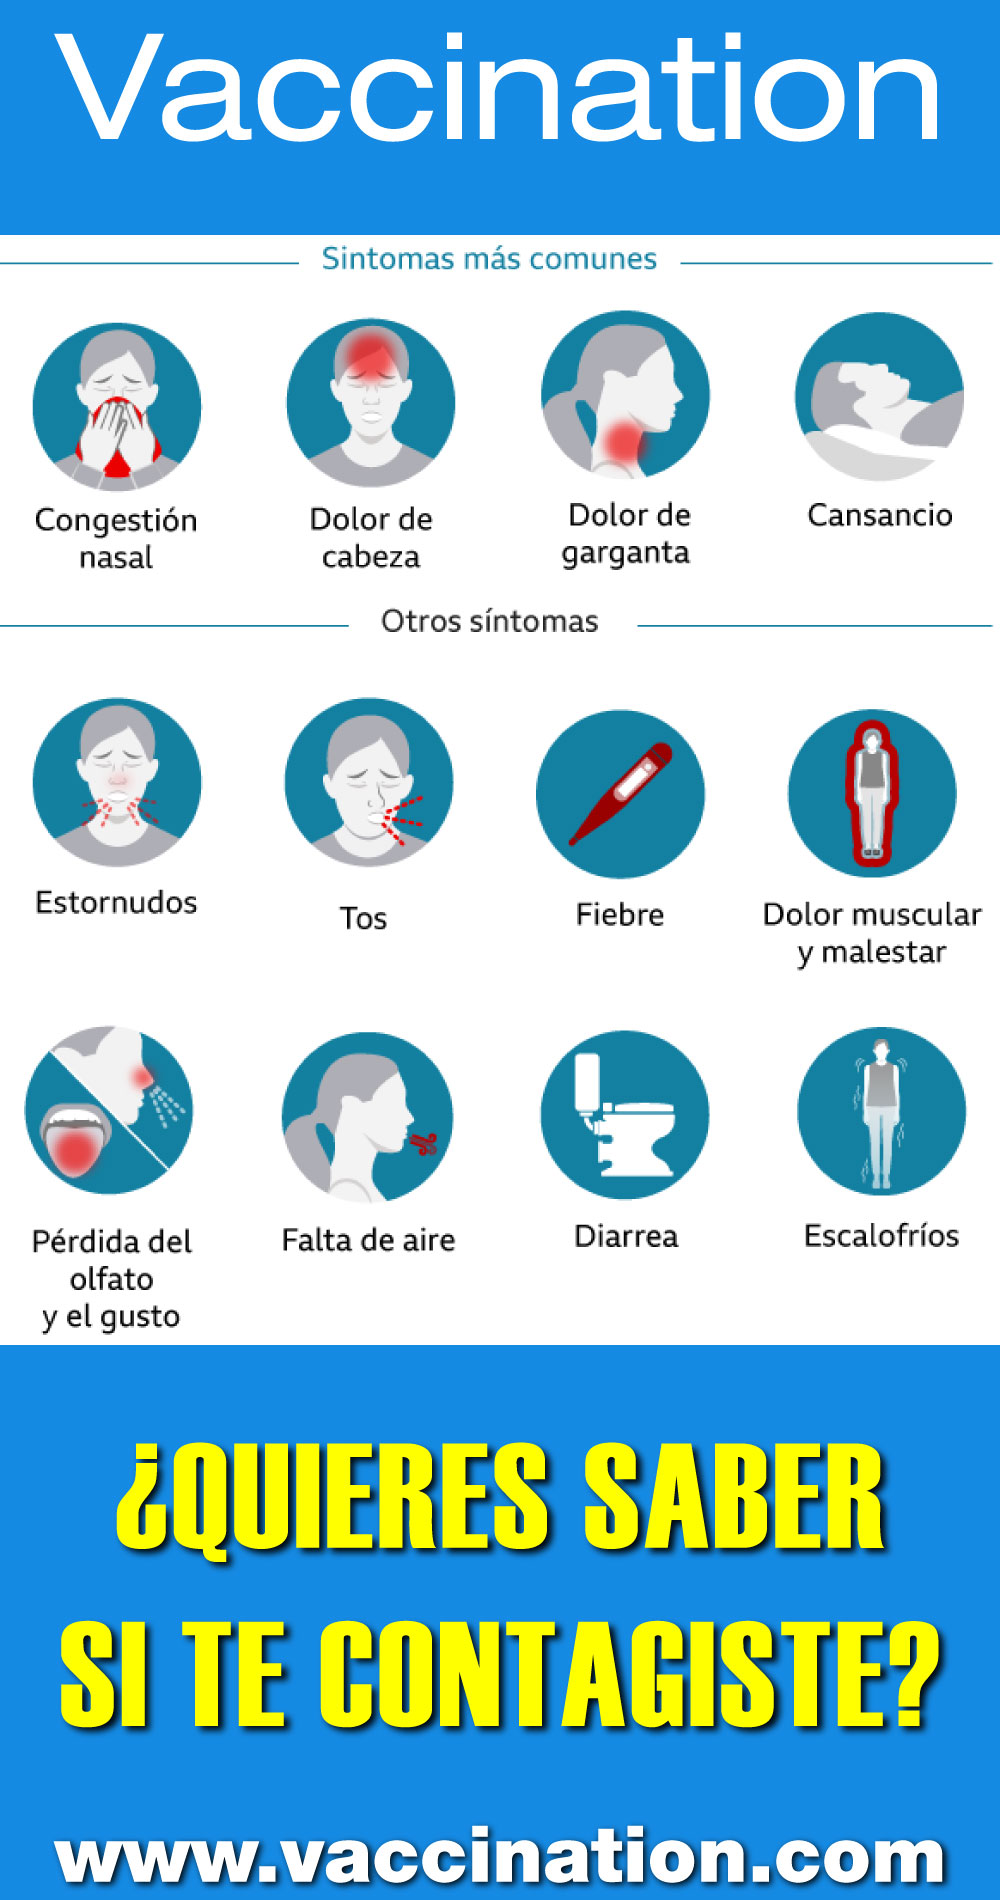 Vaccination
Sintomas más comunes
Congestión
nasal
Dolor de
cabeza
Dolor de
garganta
Cansancio
Otros síntomas
Estornudos
Tos
Fiebre
Dolor muscular
y malestar
Pérdida del
olfato
y el gusto
Falta de aire
Diarrea
Escalofríos
¿QUIERES SABER
SI TE CONTAGISTE?
www.vaccination.com